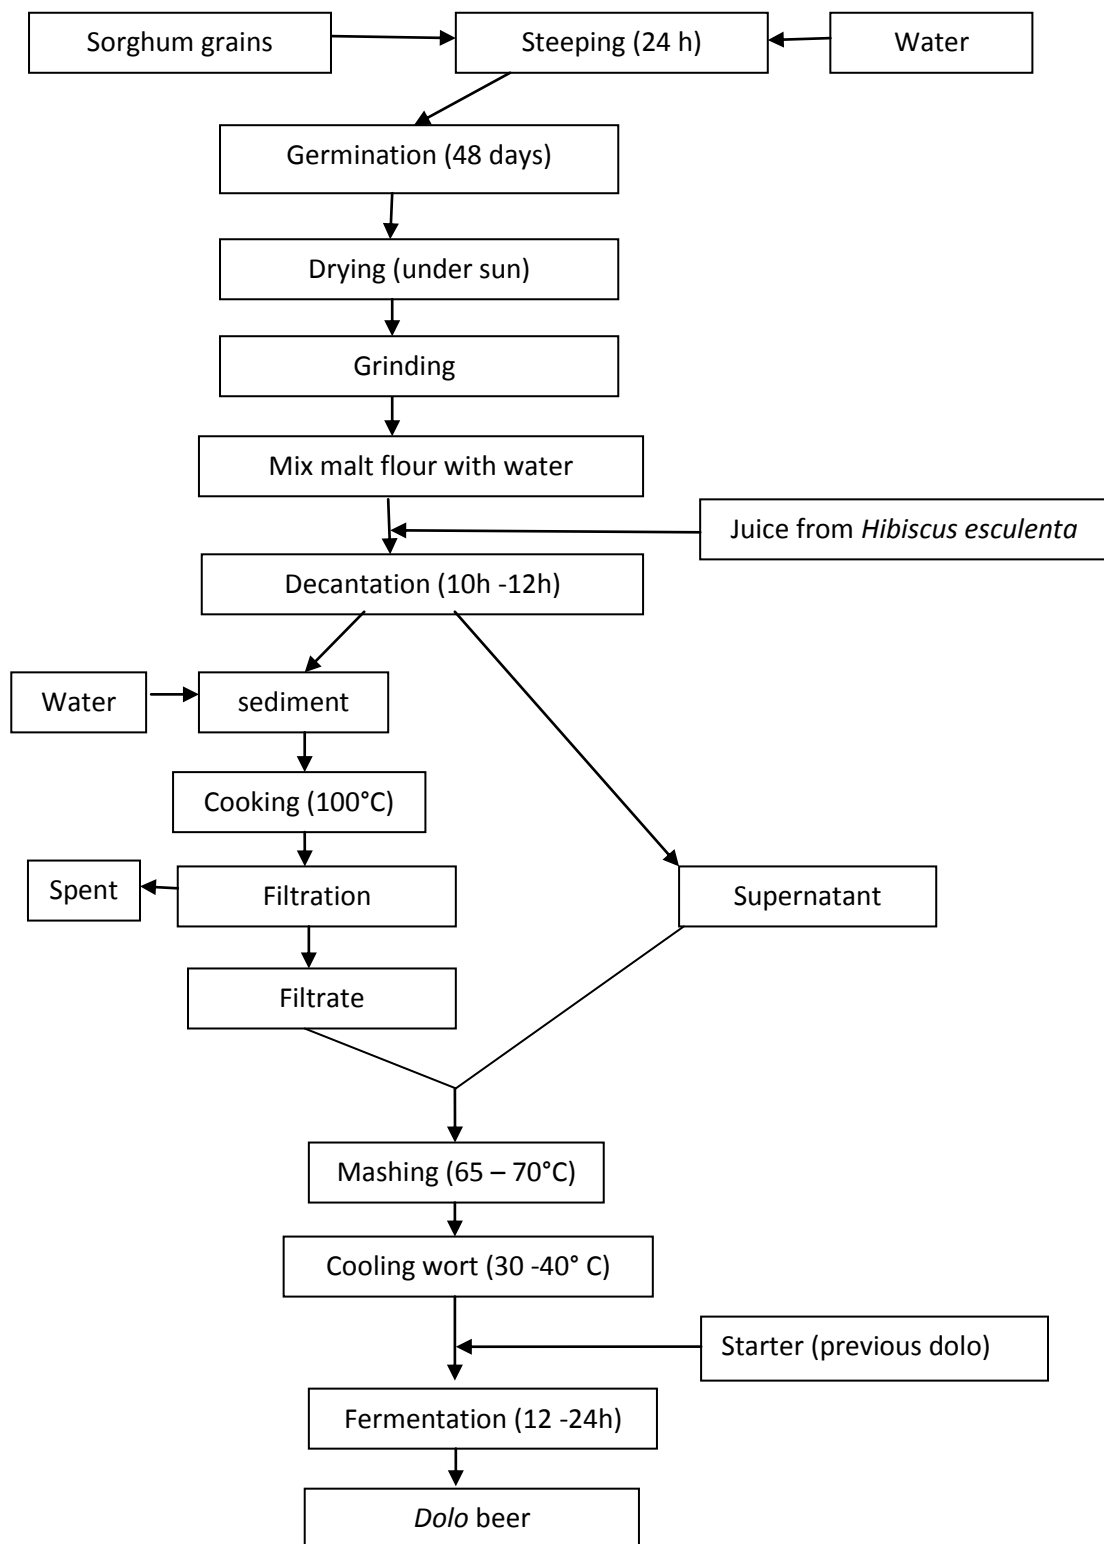 Sorghum grains
Steeping (24 h)
Water
Germination (48 days)
Drying (under sun)
Grinding
Mix malt flour with water
Juice from Hibiscus esculenta
Decantation (10h -12h)
Water
sediment
Cooking (100°C)
Spent
Filtration
Supernatant
Filtrate
Mashing (65 – 70°C)
Cooling wort (30 -40° C)
Starter (previous dolo)
Fermentation (12 -24h)
Dolo beer